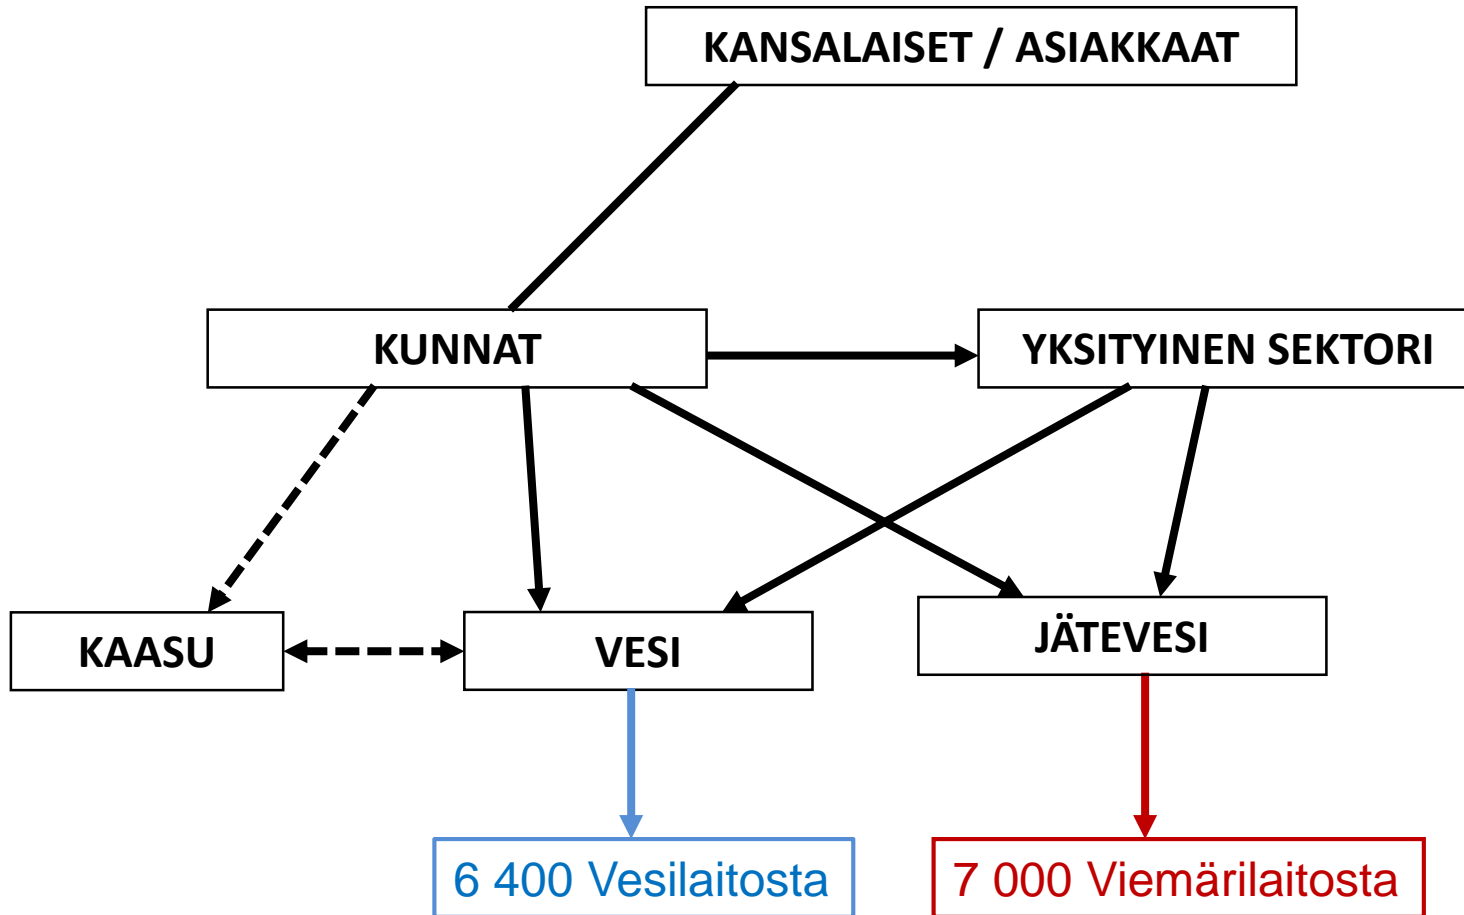 KANSALAISET / ASIAKKAAT
KUNNAT
YKSITYINEN SEKTORI
KAASU
VESI
JÄTEVESI
6 400 Vesilaitosta
7 000 Viemärilaitosta